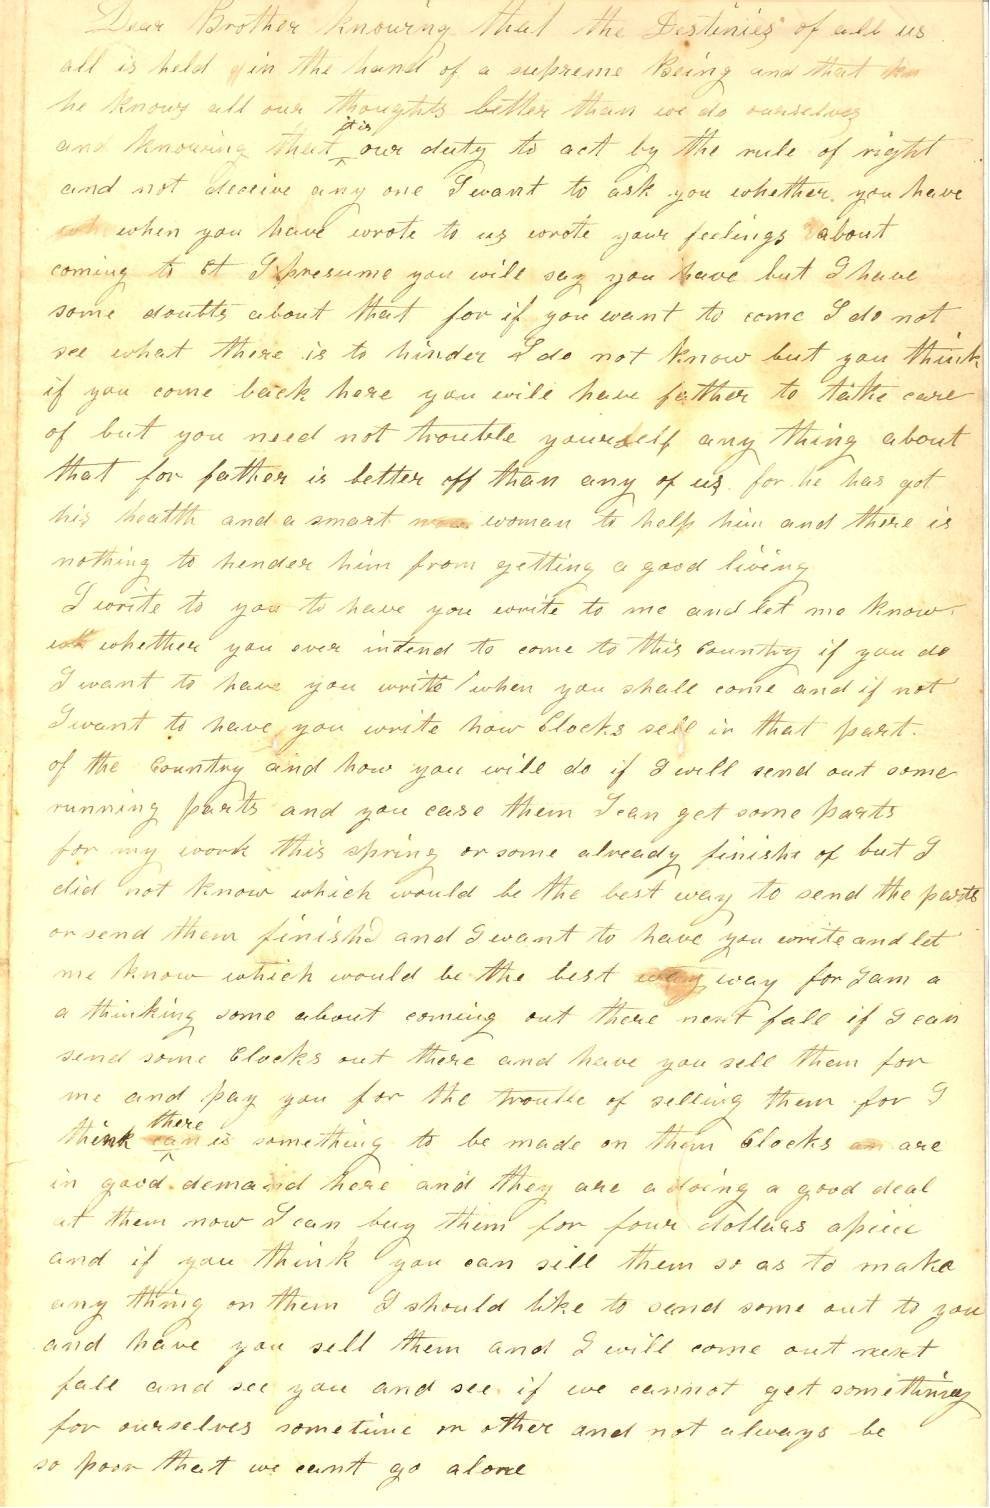 Dear Brother Knowing that the Destinies of all us
all is held in the hand of a supreme Being and that
he knows all our thoughts better than we do ourselves
and Knowing that it is our duty to act by the rule of right
and not deceive any one I want to ask you whether you have
when you have wrote to us wrote your feelings about
coming to Ct I presume you will say you have but I have
some doubts about that for if you want to come I do not
see what there is to hinder I do not know but you think
if you come back here you will have father to take care
of but you need not trouble yourself any thing about
that for father is better off than any of us for he has got
his health and a smart woman to help him and there is
nothing to hender him from getting a good living
I write to you to have you write to me and let me know
whether you ever intend to come to this Country if you do
I want to have you write when you shall come and if not
I want to have you write how Clocks sell in that part
of the Country and how you will do if I will send out some
running parts and you case them I can get some parts
for my work this spring or some already finishd of but I
did not know which would be the best way to send the parts
or send them finishd and I want to have you write and let
me know which would be the best way for I am a
a thinking some about coming out there next fall if I can
send some Clocks out there and have you sell them for
me and pay you for the trouble of selling them for I
think there is something to be made on them Clocks are
in good demand here and they are a doing a good deal
at them now I can buy them for four dollars apiece
and if you think you can sill them so as to make
any thing on them I should like to send some out to you
and have you sell them and I will come out next
fall and see you and see if we cannot get something
for ourselves sometime or other and not always be
so poor that we cant go alone